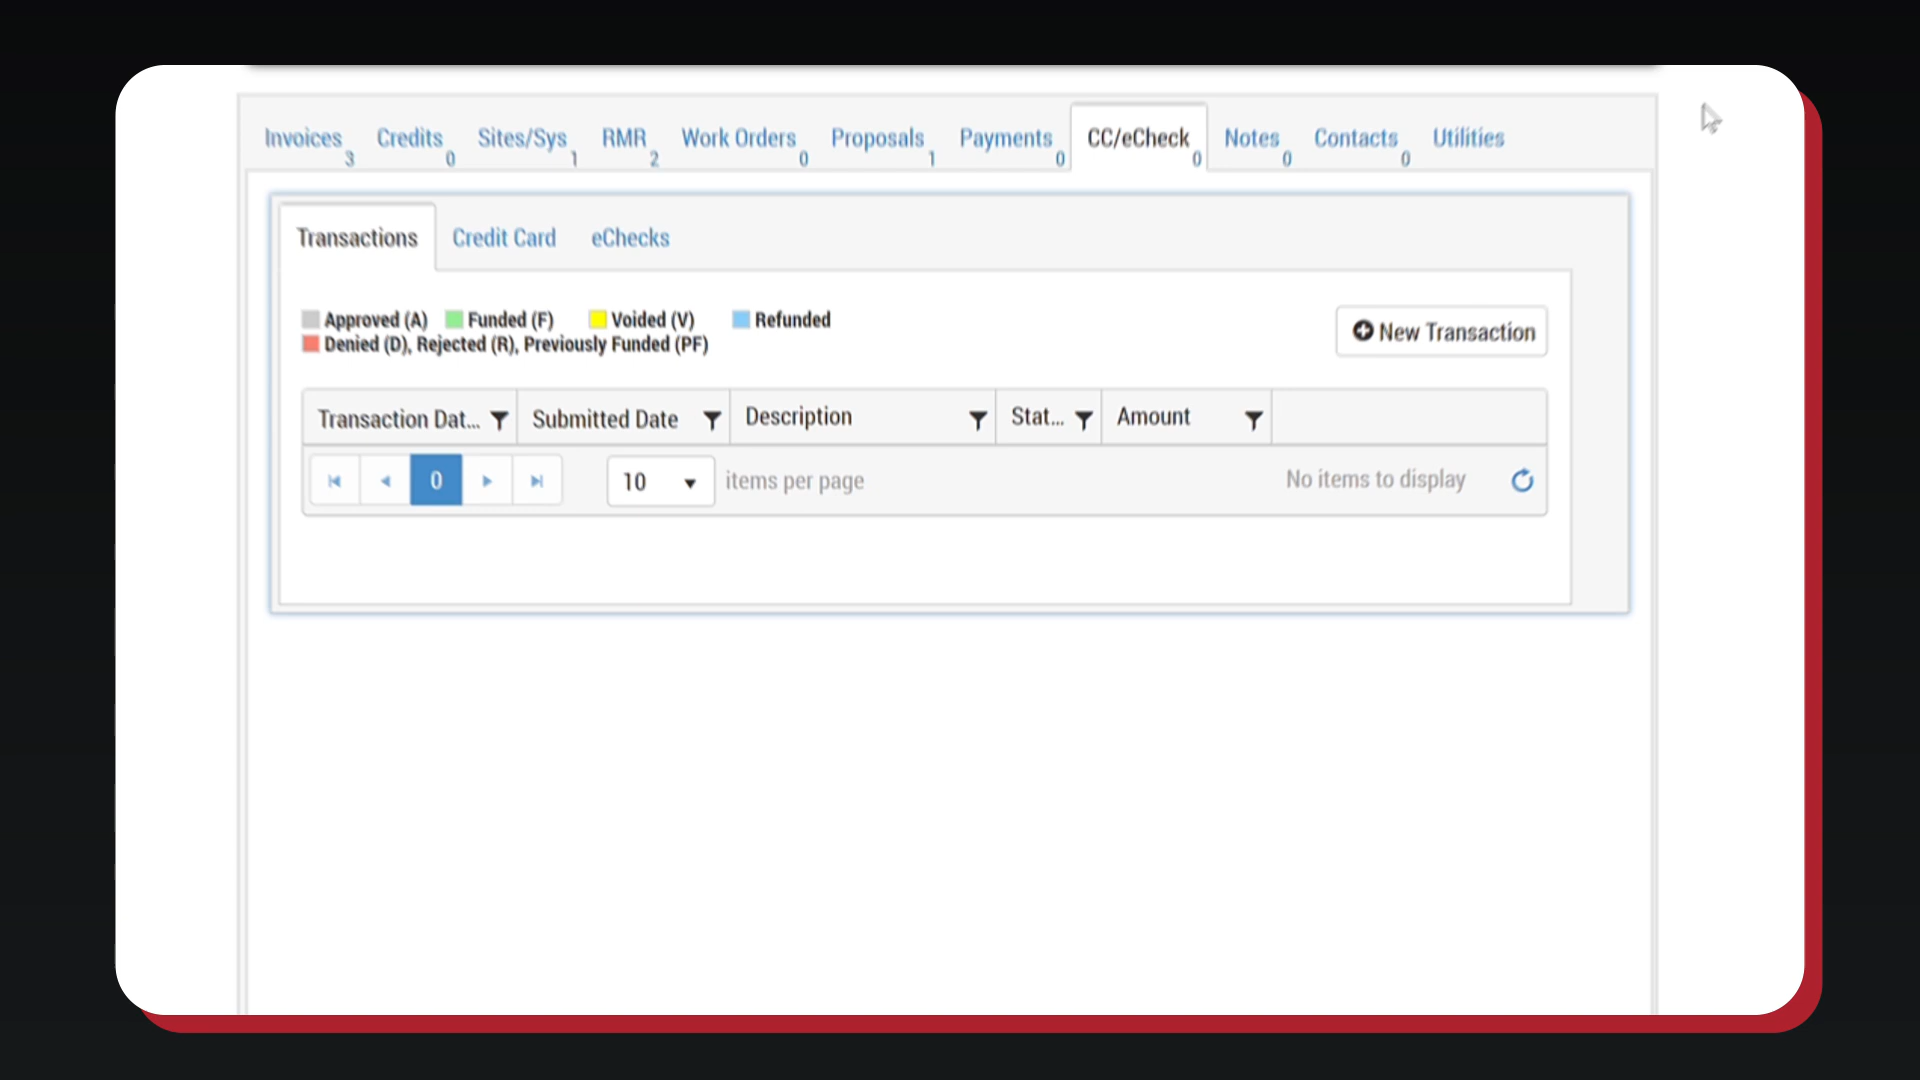 Invoices 3 Credits 0 Sites/Sys 1 RMR 2 Work Orders 0 Proposals 1 Payments 0 CC/eCheck 0 Notes 0 Contacts 0 Utilities
Transactions Credit Card eChecks
Approved (A) Funded (F) Voided (V) Refunded
Denied (D), Rejected (R), Previously Funded (PF)
New Transaction
Transaction Dat... Submitted Date Description Stat... Amount
0 10 items per page No items to display